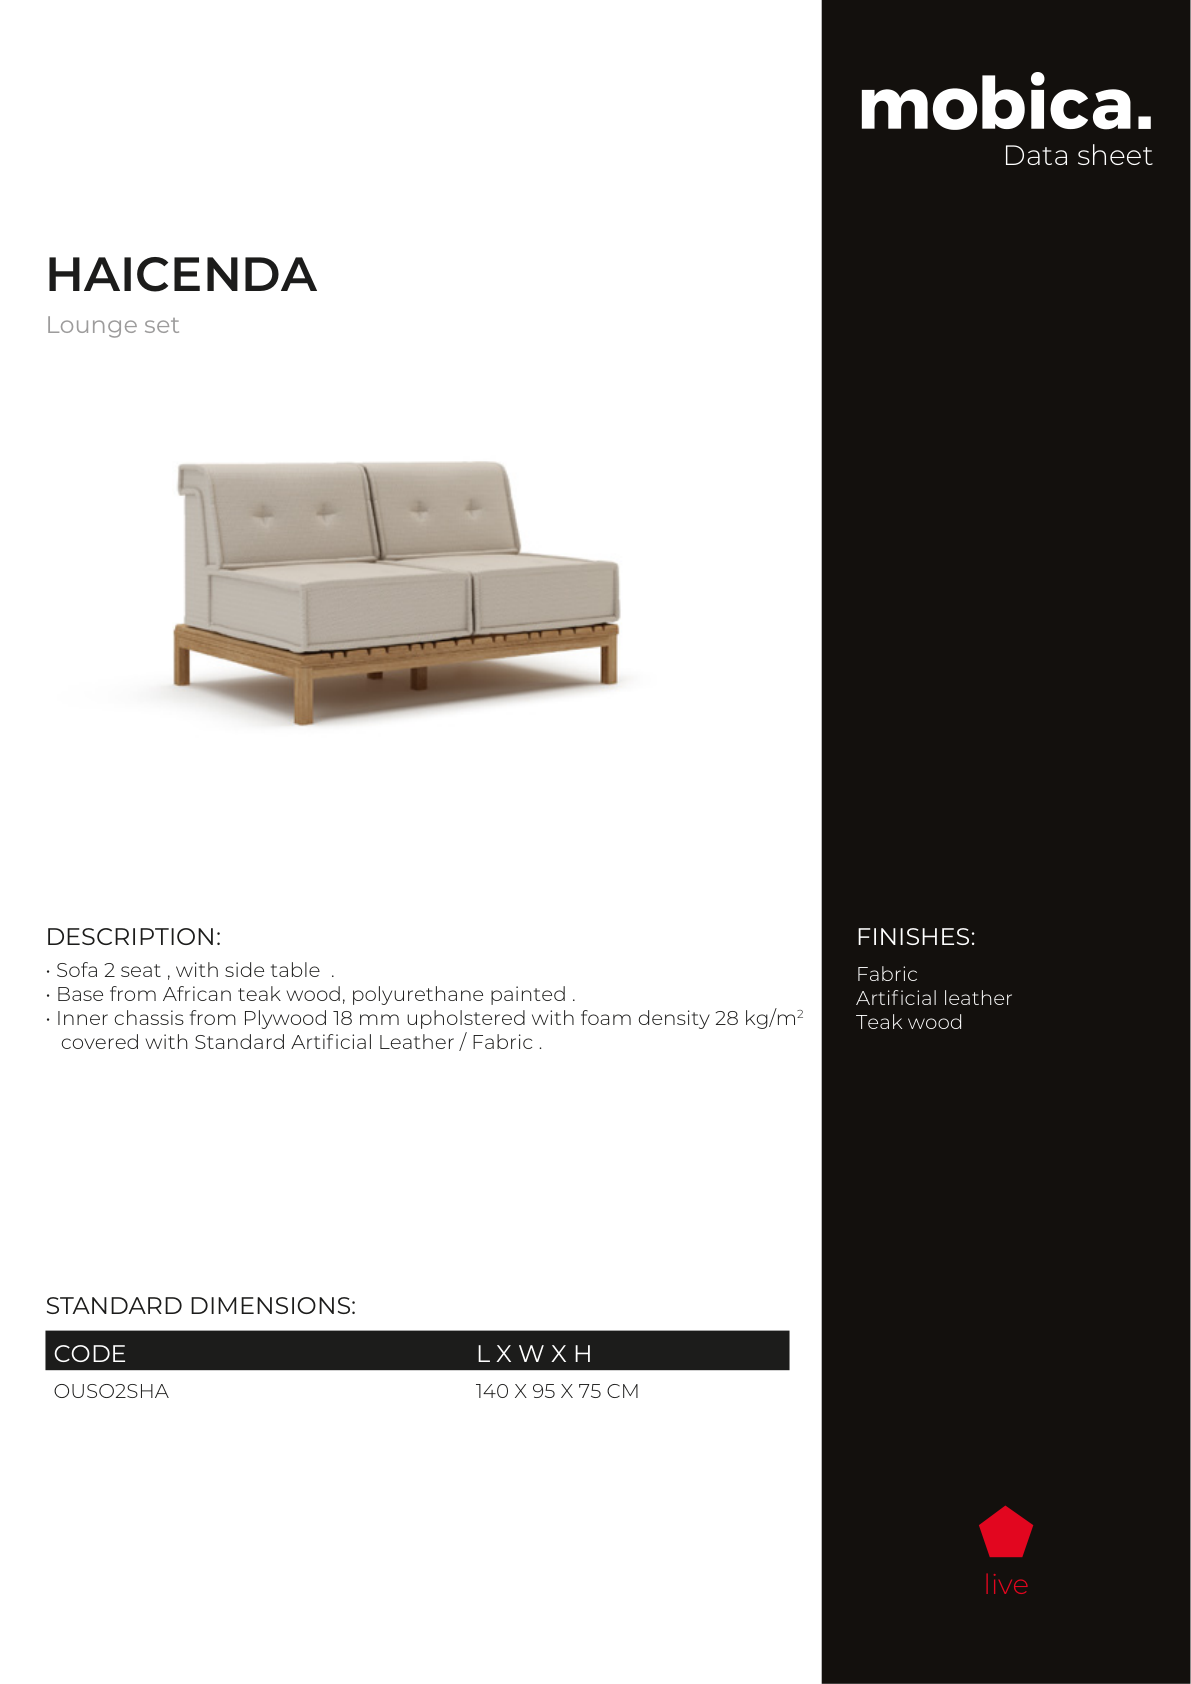 mobica.
Data sheet
HAICENDA
Lounge set
DESCRIPTION:
• Sofa 2 seat , with side table  .
• Base from African teak wood, polyurethane painted .
• Inner chassis from Plywood 18 mm upholstered with foam density 28 kg/m²
covered with Standard Artificial Leather / Fabric .
FINISHES:
Fabric
Artificial leather
Teak wood
STANDARD DIMENSIONS:
CODE L X W X H
OUSO2SHA 140 X 95 X 75 CM
live